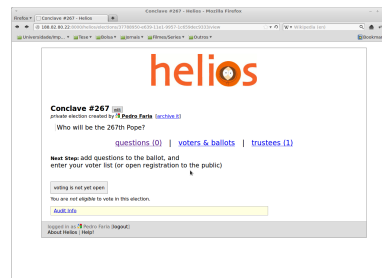 Conclave #267 - Helios - Mozilla Firefox
Firefox Conclave #267 - Helios
Wikipedia (en)
Universidade/Emp... Tese Bolsa Jornais Filmes/Series Outros Bookmarks
helios
Conclave #267 edit
private election created by Pedro Faria [archive it]
Who will be the 267th Pope?
questions (0) | voters & ballots | trustees (1)
Next Step: add questions to the ballot, and
enter your voter list (or open registration to the public)
voting is not yet open
You are not eligible to vote in this election.
Audit Info
logged in as Pedro Faria [logout]
About Helios | Help!